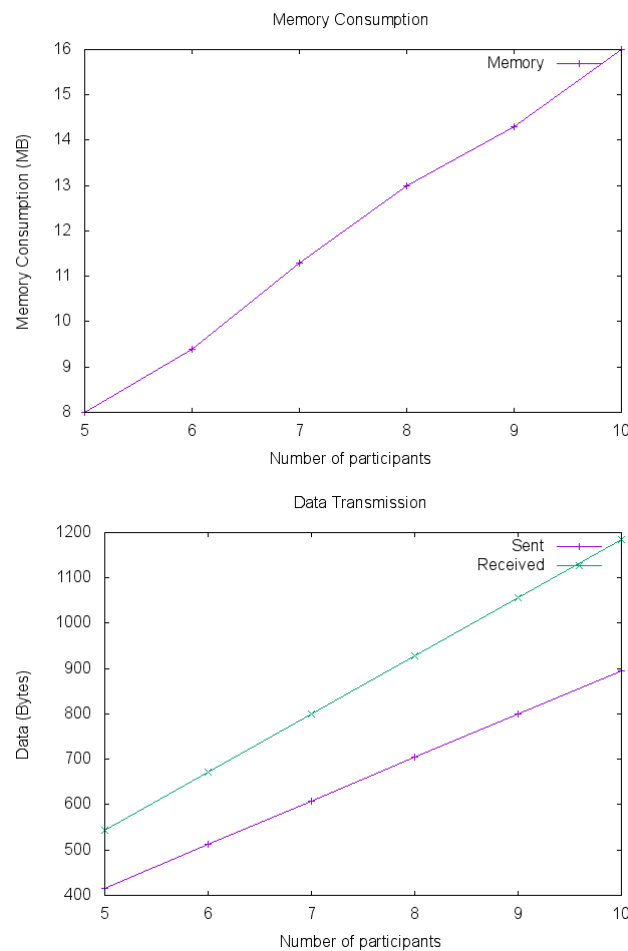 Memory Consumption
16
Memory
15
14
13
12
11
10
9
8
Memory Consumption (MB)
5 6 7 8 9 10
Number of participants
Data Transmission
1200
Sent
1100
Received
1000
900
800
700
600
500
400
Data (Bytes)
5 6 7 8 9 10
Number of participants